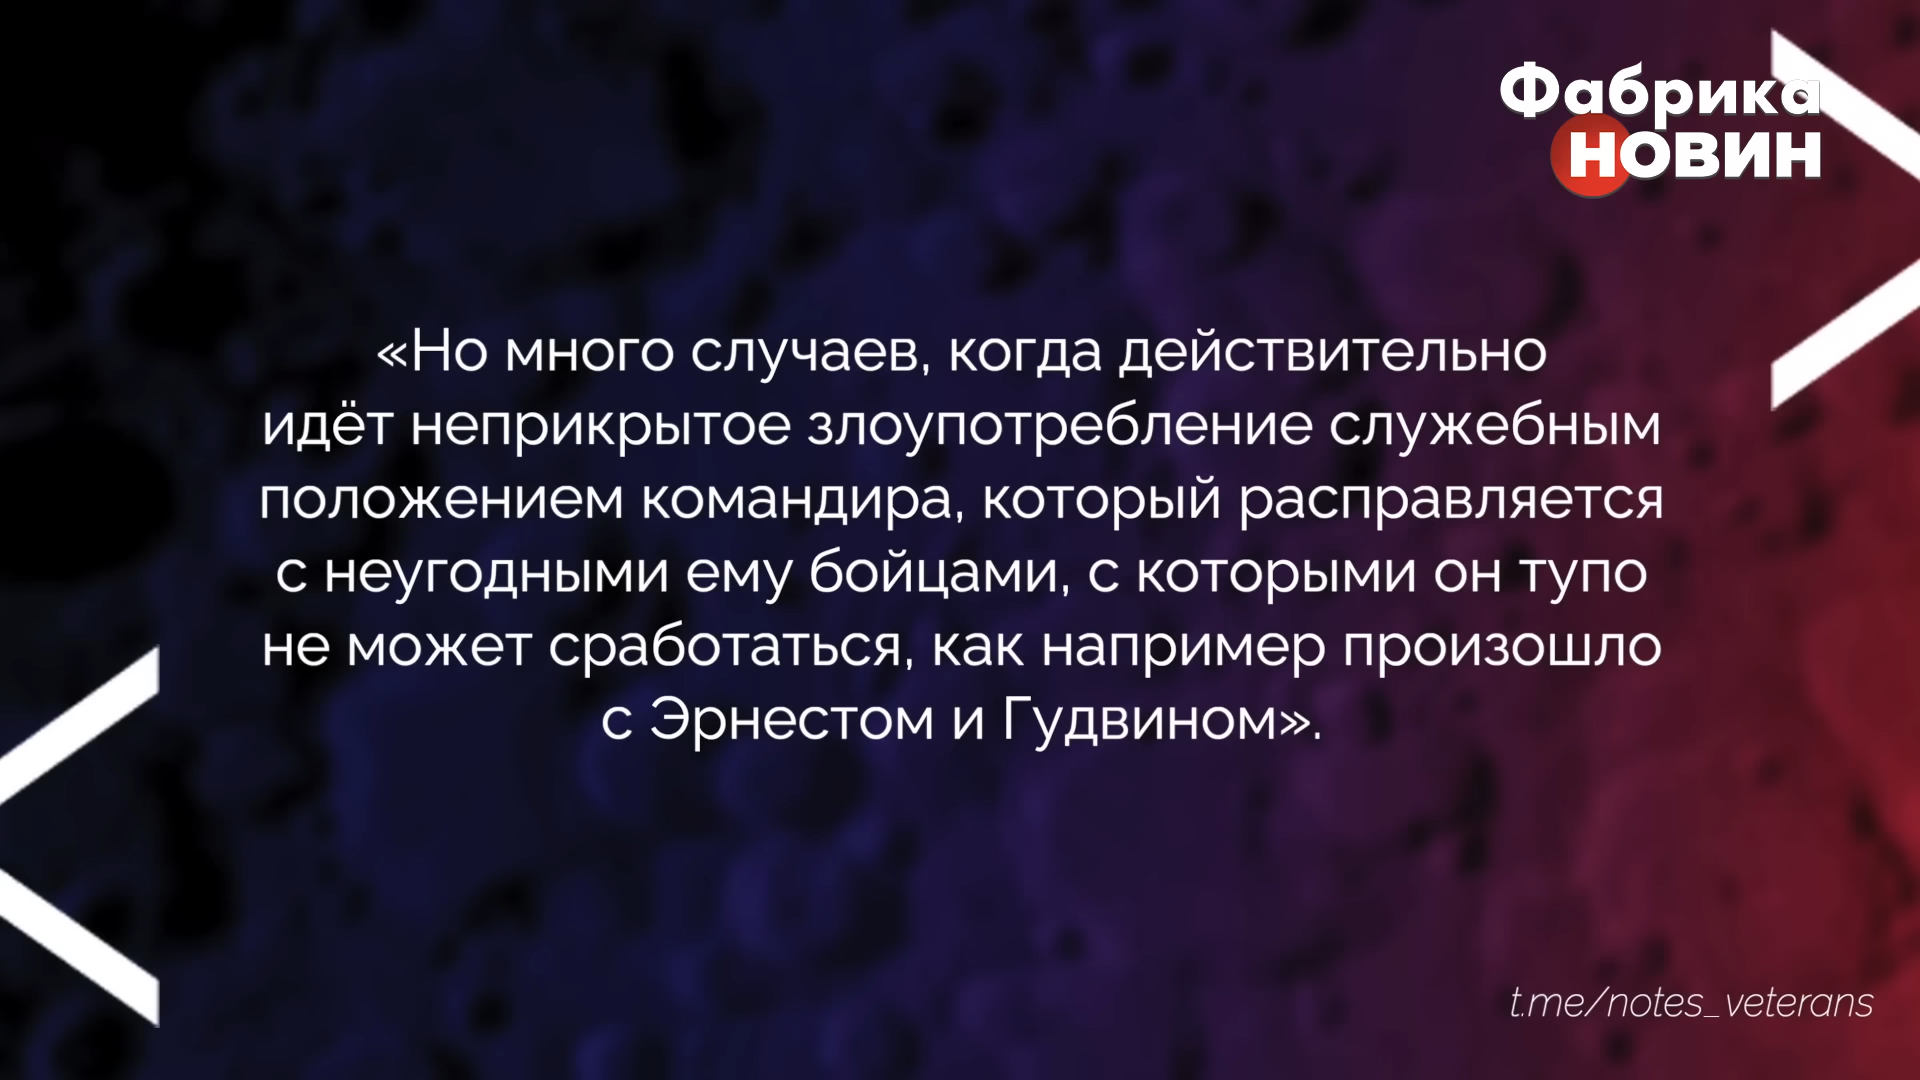 Фабрика
новин
«Но много случаев, когда действительно
идёт неприкрытое злоупотребление служебным
положением командира, который расправляется
с неугодными ему бойцами, с которыми он тупо
не может сработаться, как например произошло
с Эрнестом и Гудвином».
t.me/notes_veterans